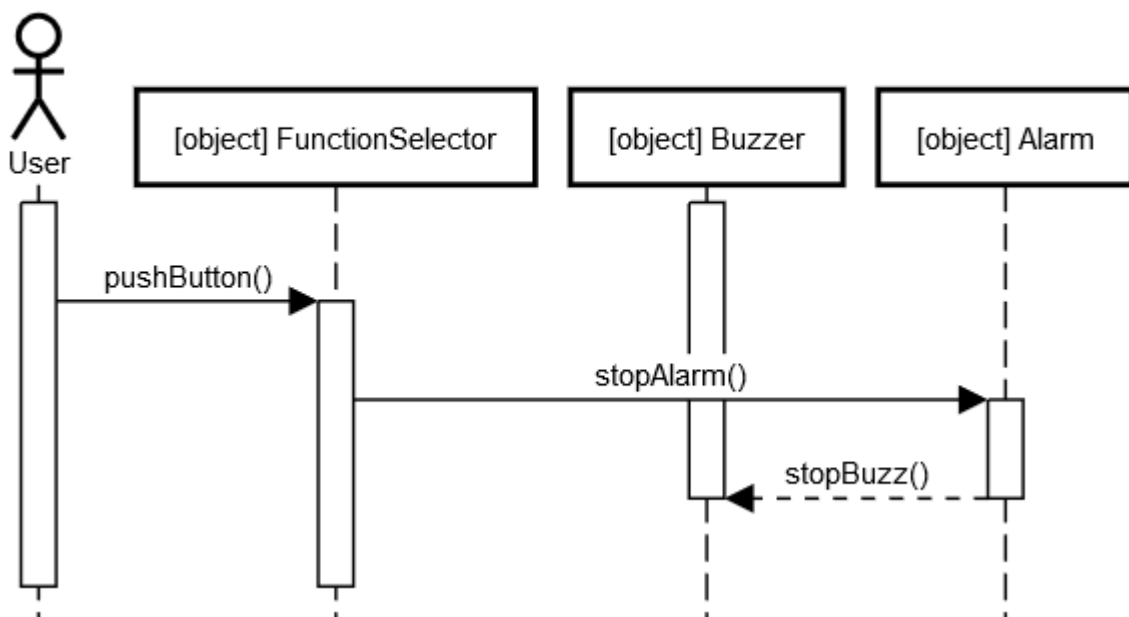 [object] FunctionSelector
[object] Buzzer
[object] Alarm
User
pushButton()
stopAlarm()
stopBuzz()